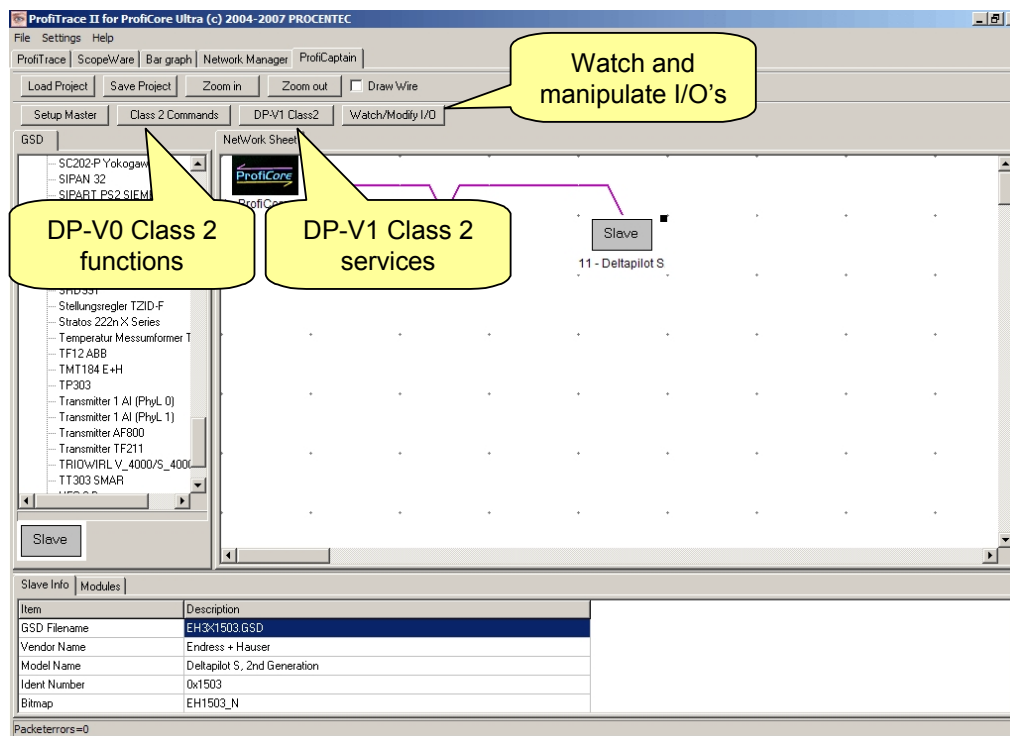 ProfiTrace II for ProfiCore Ultra (c) 2004-2007 PROCENTEC
File Settings Help
ProfiTrace ScopeWare Bar graph Network Manager ProfiCaptain
Load Project Save Project Zoom in Zoom out Draw Wire
Watch and
manipulate I/O's
Setup Master Class 2 Commands DP-V1 Class2 Watch/Modify I/O
GSD
NetWork Sheet
SC202-P Yokogaw
SIPAN 32
SIPART PS2 SIEM
ProfiCore
DP-V0 Class 2
functions
DP-V1 Class 2
services
Slave
11 - Deltapilot S
Stellungsregler TZID-F
Stratos 222n X Series
Temperatur Messumformer T
TF12 ABB
TMT184 E+H
TP303
Transmitter 1 AI (PhyL 0)
Transmitter 1 AI (PhyL 1)
Transmitter AF800
Transmitter TF211
TRIOWIRL V_4000/S_400
TT303 SMAR
Slave
Slave Info Modules
Item Description
GSD Filename EH3X1503.GSD
Vendor Name Endress + Hauser
Model Name Deltapilot S, 2nd Generation
Ident Number 0x1503
Bitmap EH1503_N
Packeterrors=0